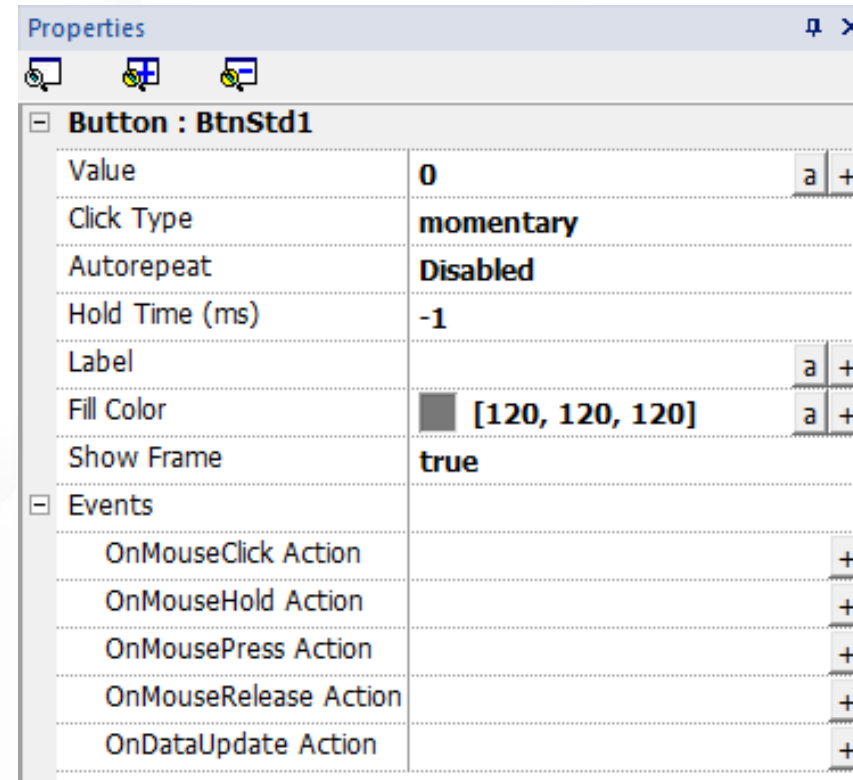 Properties
Button : BtnStd1
Value 0 a +
Click Type momentary
Autorepeat Disabled
Hold Time (ms) -1
Label a +
Fill Color [120, 120, 120] a +
Show Frame true
Events
OnMouseClick Action +
OnMouseHold Action +
OnMousePress Action +
OnMouseRelease Action +
OnDataUpdate Action +